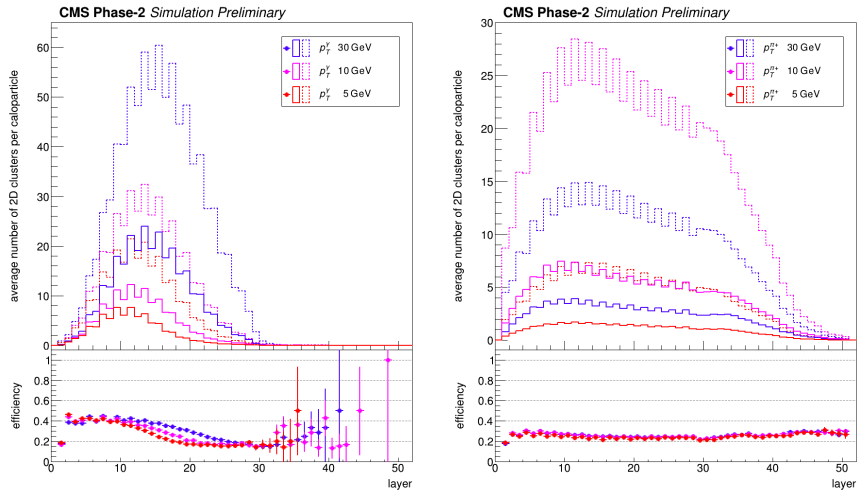 CMS Phase-2 Simulation Preliminary
average number of 2D clusters per caloparticle
60
50
40
30
20
10
0
p_T^γ 30 GeV
p_T^γ 10 GeV
p_T^γ 5 GeV
efficiency
1
0.8
0.6
0.4
0.2
0
0 10 20 30 40 50
layer
CMS Phase-2 Simulation Preliminary
average number of 2D clusters per caloparticle
30
25
20
15
10
5
0
p_T^π+ 30 GeV
p_T^π+ 10 GeV
p_T^π+ 5 GeV
efficiency
1
0.8
0.6
0.4
0.2
0
0 10 20 30 40 50
layer